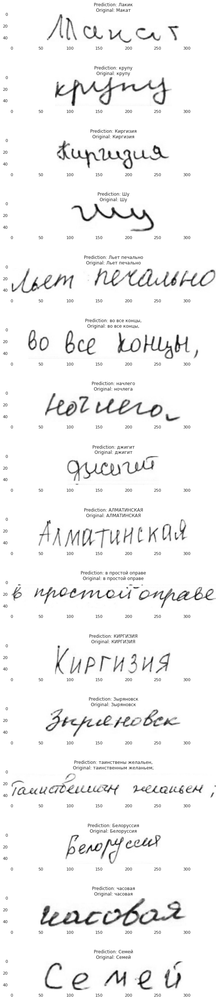 Prediction: Лакик
Original: Макат
0
Макат
20
40
0 50 100 150 200 250 300
Prediction: крупу
Original: крупу
0
крупу
20
40
0 50 100 150 200 250 300
Prediction: Киргизия
Original: Киргизия
0
Киргизия
20
40
0 50 100 150 200 250 300
Prediction: Шу
Original: Шу
0
Шу
20
40
0 50 100 150 200 250 300
Prediction: Льет печально
Original: Льет печально
0
Льет печально
20
40
0 50 100 150 200 250 300
Prediction: во все концы,
Original: во все концы,
0
во все концы,
20
40
0 50 100 150 200 250 300
Prediction: начлего
Original: ночлега
0
ночлега
20
40
0 50 100 150 200 250 300
Prediction: джигит
Original: джигит
0
джигит
20
40
0 50 100 150 200 250 300
Prediction: АЛМАТИНСКАЯ
Original: АЛМАТИНСКАЯ
0
Алматинская
20
40
0 50 100 150 200 250 300
Prediction: в простой оправе
Original: в простой оправе
0
в простой оправе
20
40
0 50 100 150 200 250 300
Prediction: КИРГИЗИЯ
Original: КИРГИЗИЯ
0
Киргизия
20
40
0 50 100 150 200 250 300
Prediction: Зыряновск
Original: Зыряновск
0
Зыряновск
20
40
0 50 100 150 200 250 300
Prediction: таинствены желальен,
Original: таинственным желаньем;
0
Таинственным желаньем;
20
40
0 50 100 150 200 250 300
Prediction: Белоруссия
Original: Белоруссия
0
Белоруссия
20
40
0 50 100 150 200 250 300
Prediction: часовая
Original: часовая
0
часовая
20
40
0 50 100 150 200 250 300
Prediction: Семей
Original: Семей
0
Семей
20
40
0 50 100 150 200 250 300